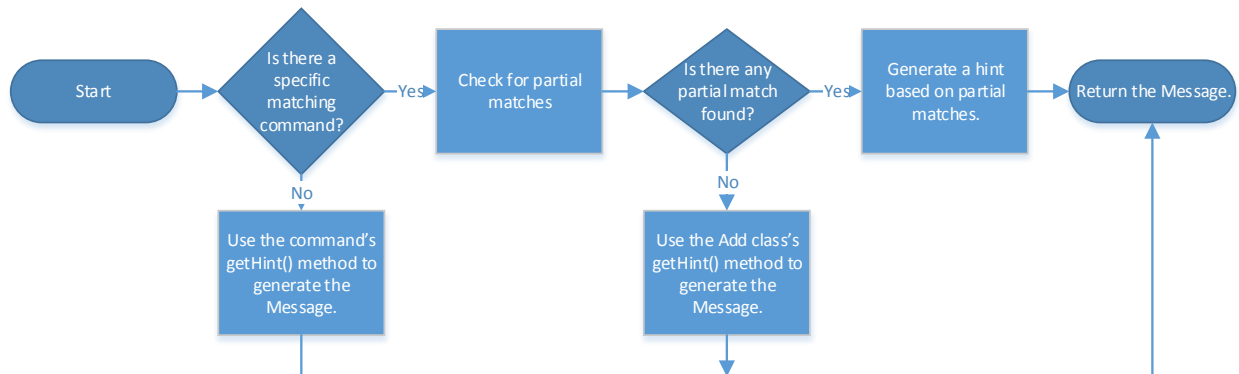 Start
Is there a
specific
matching
command?
Yes
Check for partial
matches
Is there any
partial match
found?
Yes
Generate a hint
based on partial
matches.
Return the Message.
No
Use the command's
getHint() method to
generate the
Message.
No
Use the Add class's
getHint() method to
generate the
Message.